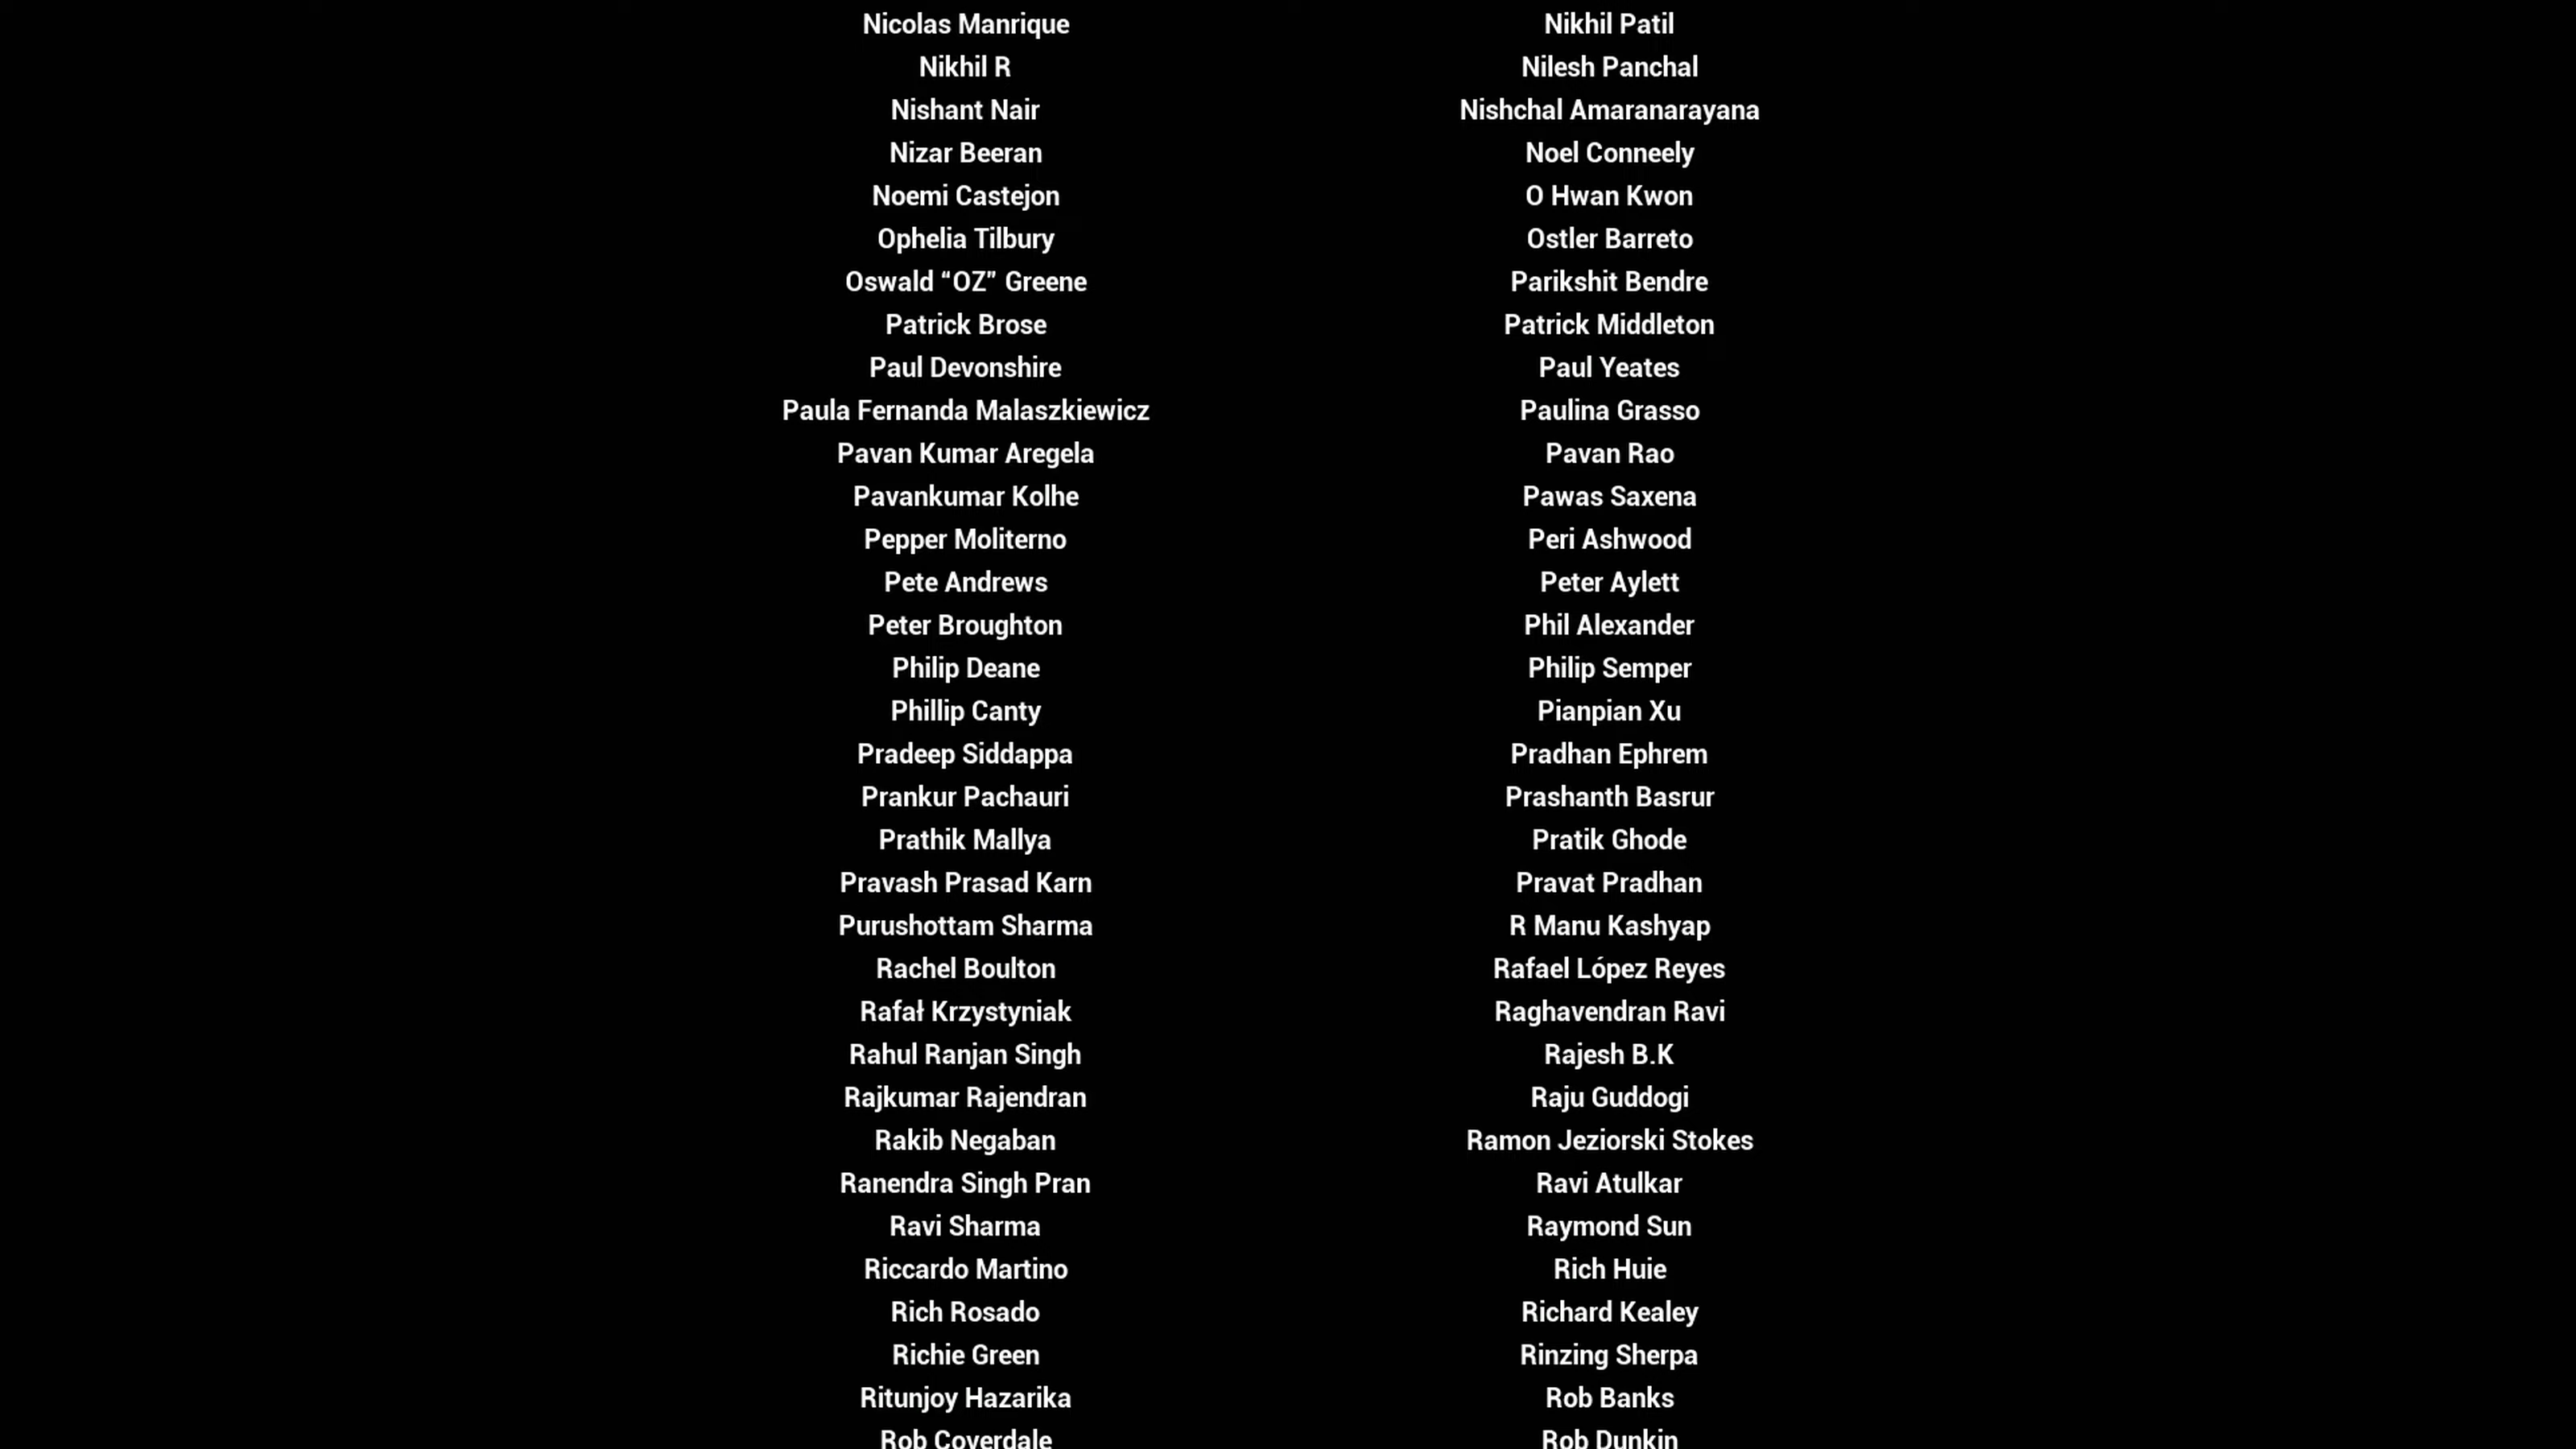 Nicolas Manrique Nikhil Patil
Nikhil R Nilesh Panchal
Nishant Nair Nishchal Amaranarayana
Nizar Beeran Noel Conneely
Noemi Castejon O Hwan Kwon
Ophelia Tilbury Ostler Barreto
Oswald “OZ” Greene Parikshit Bendre
Patrick Brose Patrick Middleton
Paul Devonshire Paul Yeates
Paula Fernanda Malaszkiewicz Paulina Grasso
Pavan Kumar Aregela Pavan Rao
Pavankumar Kolhe Pawas Saxena
Pepper Moliterno Peri Ashwood
Pete Andrews Peter Aylett
Peter Broughton Phil Alexander
Philip Deane Philip Semper
Phillip Canty Pianpian Xu
Pradeep Siddappa Pradhan Ephrem
Prankur Pachauri Prashanth Basrur
Prathik Mallya Pratik Ghode
Pravash Prasad Karn Pravat Pradhan
Purushottam Sharma R Manu Kashyap
Rachel Boulton Rafael López Reyes
Rafał Krzystyniak Raghavendran Ravi
Rahul Ranjan Singh Rajesh B.K
Rajkumar Rajendran Raju Guddogi
Rakib Negaban Ramon Jeziorski Stokes
Ranendra Singh Pran Ravi Atulkar
Ravi Sharma Raymond Sun
Riccardo Martino Rich Huie
Rich Rosado Richard Kealey
Richie Green Rinzing Sherpa
Ritunjoy Hazarika Rob Banks
Rob Coverdale Rob Dunkin